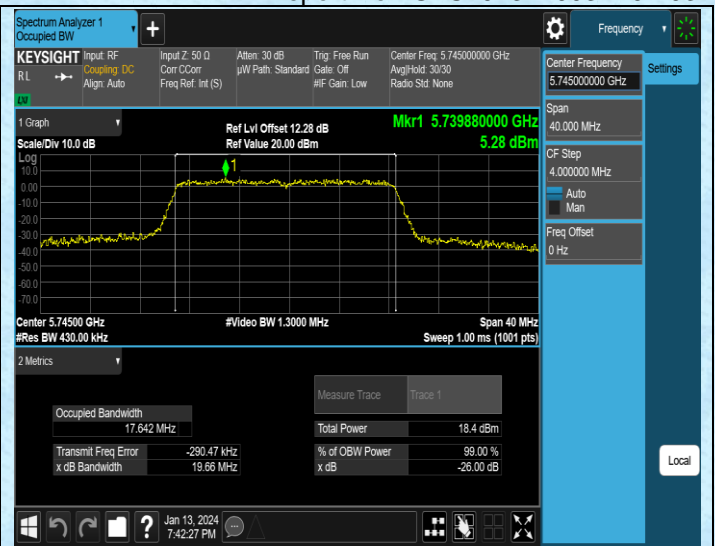 Spectrum Analyzer 1
Occupied BW
Frequency
KEYSIGHT
RL
LXI
Input: RF
Coupling: DC
Align: Auto
Input Z: 50 Ω
Corr CCorr
Freq Ref: Int (S)
Atten: 30 dB
µW Path: Standard
Trig: Free Run
Gate: Off
#IF Gain: Low
Center Freq: 5.745000000 GHz
Avg|Hold: 30/30
Radio Std: None
Center Frequency
5.745000000 GHz
Settings
Span
40.000 MHz
CF Step
4.000000 MHz
Auto
Man
Freq Offset
0 Hz
1 Graph
Scale/Div 10.0 dB
Ref Lvl Offset 12.28 dB
Ref Value 20.00 dBm
Mkr1 5.739880000 GHz
5.28 dBm
Log
1
10.0
0.00
-10.0
-20.0
-30.0
-40.0
-50.0
-60.0
-70.0
Center 5.74500 GHz
#Video BW 1.3000 MHz
Span 40 MHz
#Res BW 430.00 kHz
Sweep 1.00 ms (1001 pts)
2 Metrics
Measure Trace Trace 1
Occupied Bandwidth
17.642 MHz
Total Power 18.4 dBm
Transmit Freq Error -290.47 kHz
% of OBW Power 99.00 %
x dB Bandwidth 19.66 MHz
x dB -26.00 dB
Local
Jan 13, 2024
7:42:27 PM